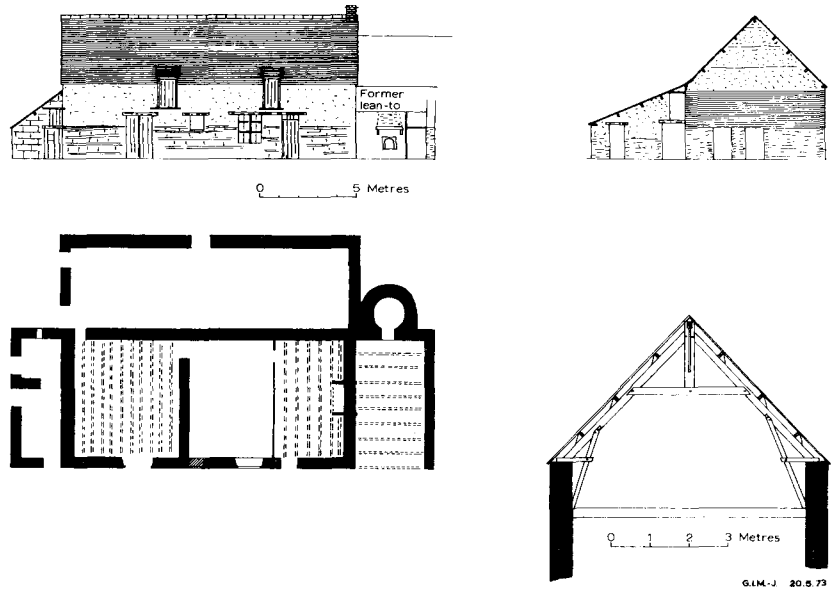 Former
lean-to
0 5 Metres
0 1 2 3 Metres
G.I.M.-J. 20.5.73